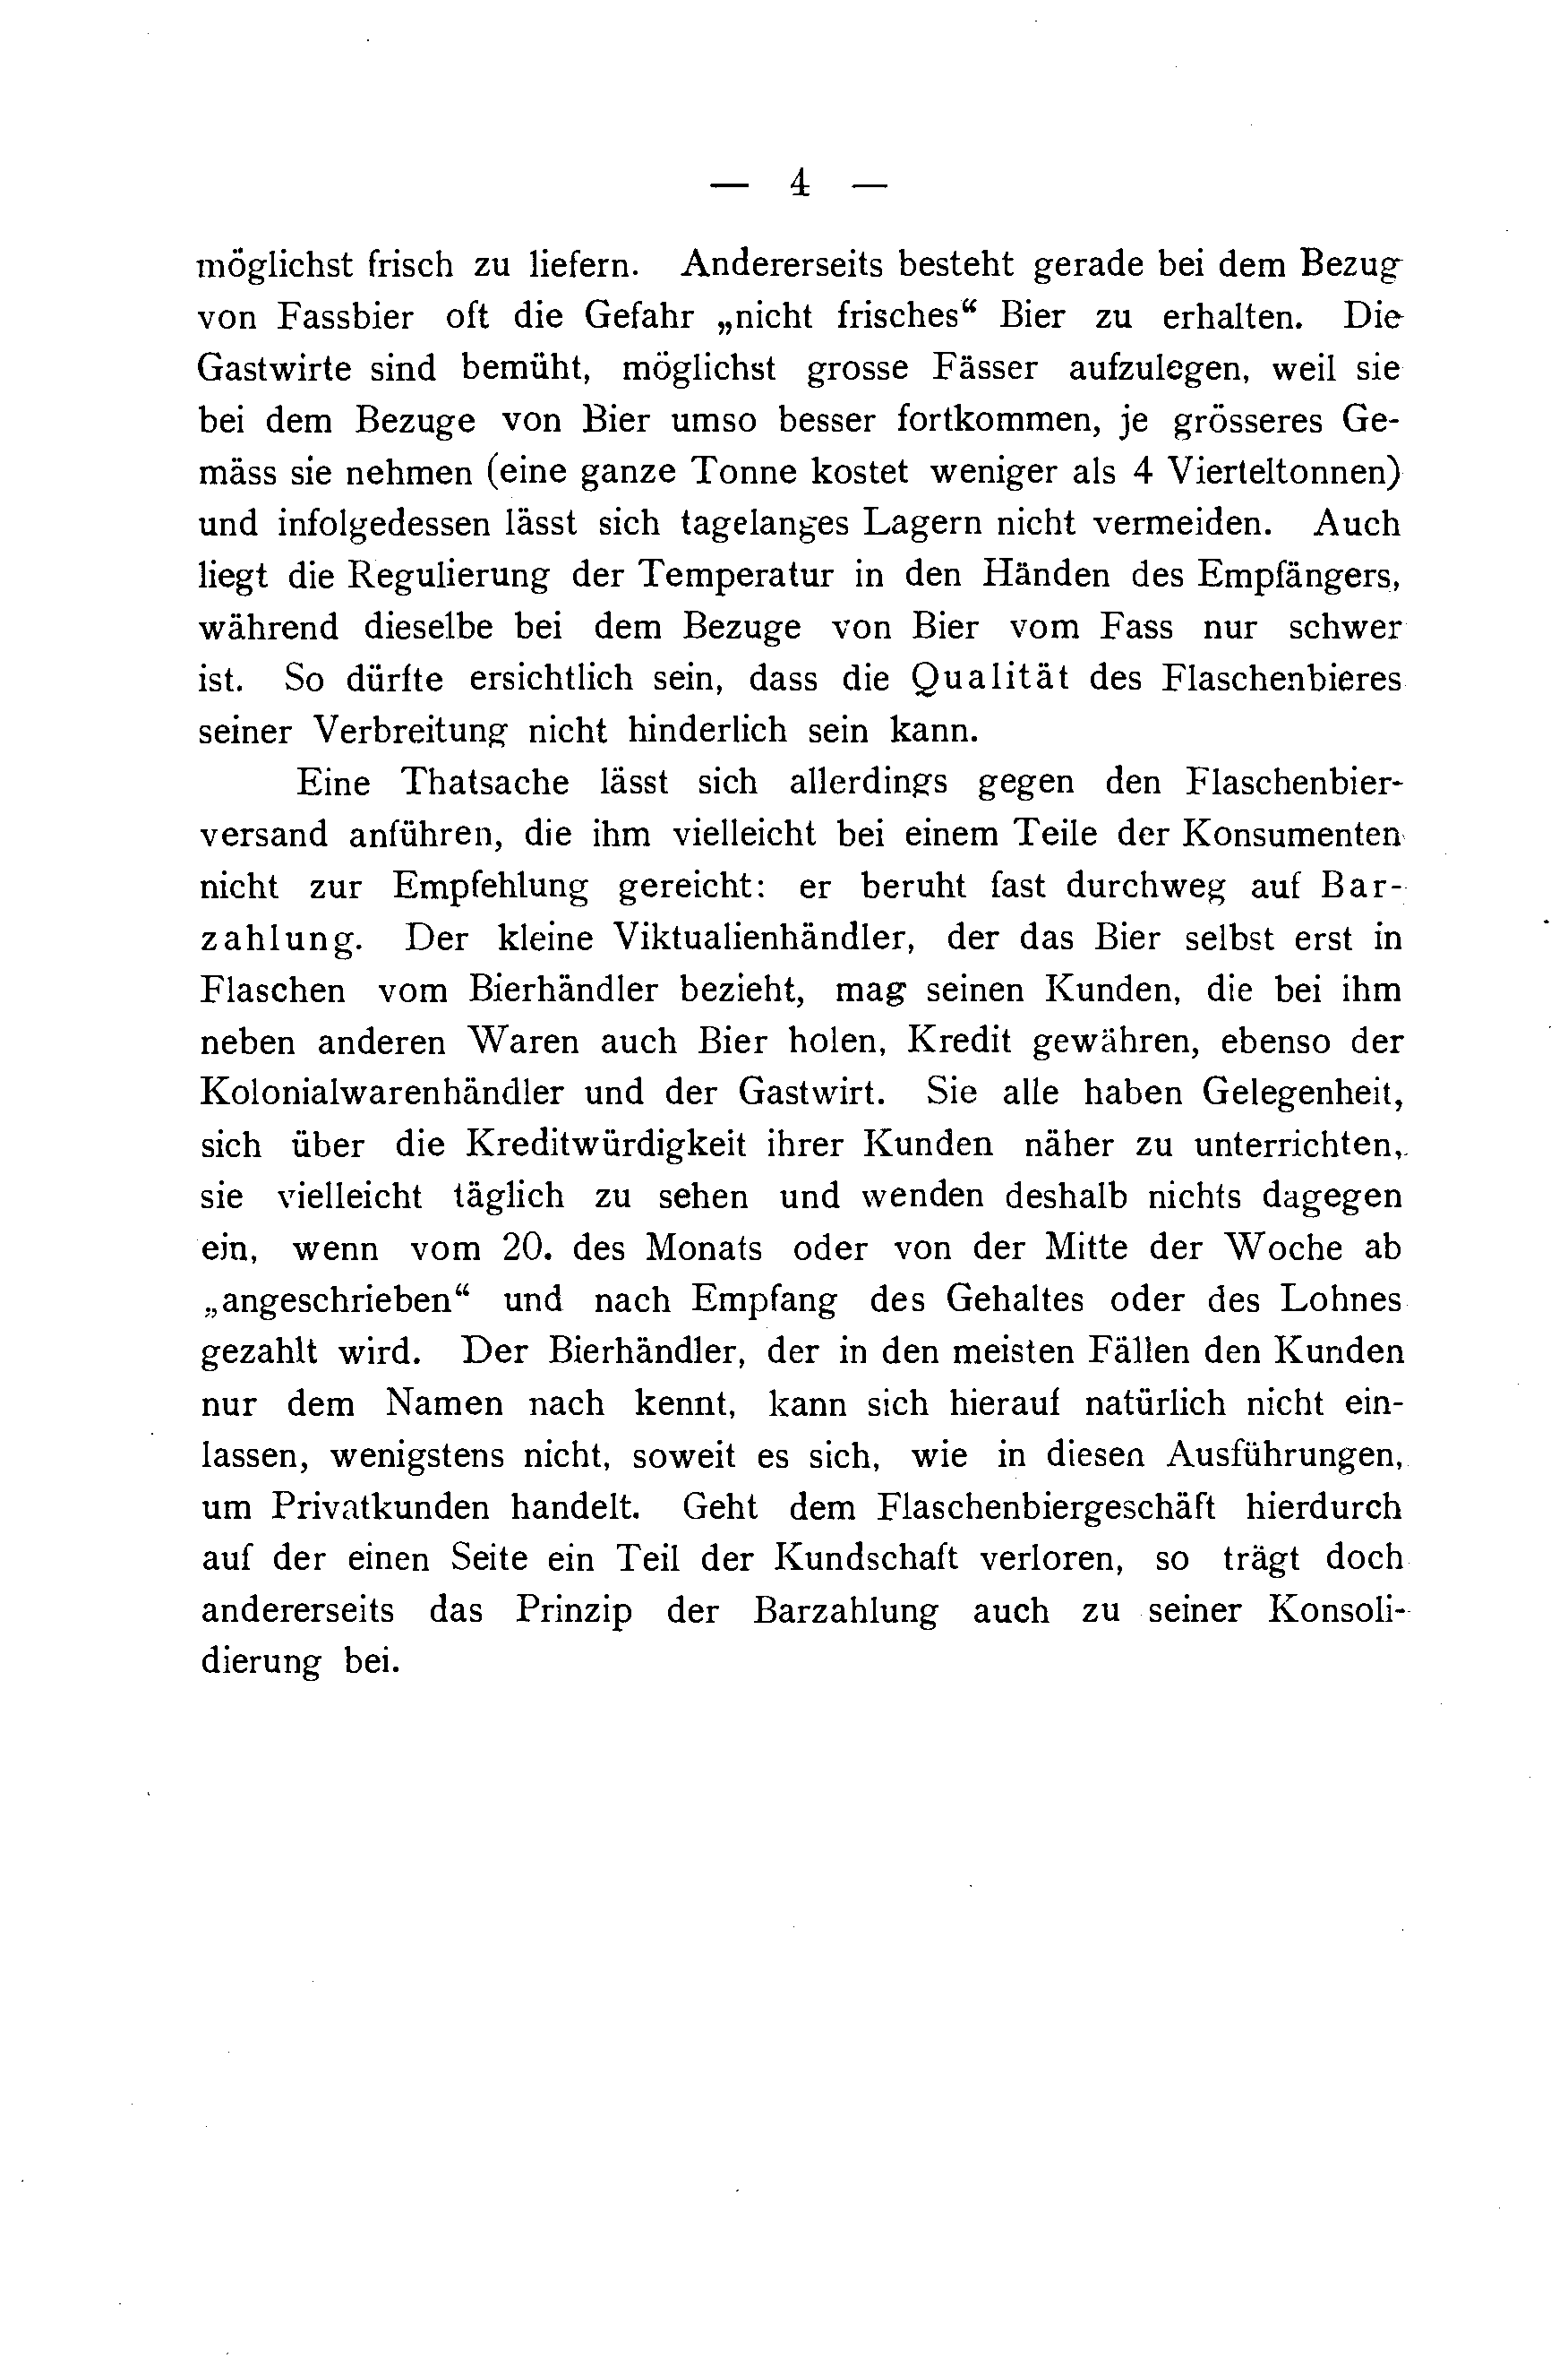 — 4 —
möglichst frisch zu liefern. Andererseits besteht gerade bei dem Bezug
von Fassbier oft die Gefahr „nicht frisches“ Bier zu erhalten. Die
Gastwirte sind bemüht, möglichst grosse Fässer aufzulegen, weil sie
bei dem Bezuge von Bier umso besser fortkommen, je grösseres Ge-
mäss sie nehmen (eine ganze Tonne kostet weniger als 4 Vierteltonnen)
und infolgedessen lässt sich tagelanges Lagern nicht vermeiden. Auch
liegt die Regulierung der Temperatur in den Händen des Empfängers,
während dieselbe bei dem Bezuge von Bier vom Fass nur schwer
ist. So dürfte ersichtlich sein, dass die Qualität des Flaschenbieres
seiner Verbreitung nicht hinderlich sein kann.
Eine Thatsache lässt sich allerdings gegen den Flaschenbier-
versand anführen, die ihm vielleicht bei einem Teile der Konsumenten
nicht zur Empfehlung gereicht: er beruht fast durchweg auf Bar-
zahlung. Der kleine Viktualienhändler, der das Bier selbst erst in
Flaschen vom Bierhändler bezieht, mag seinen Kunden, die bei ihm
neben anderen Waren auch Bier holen, Kredit gewähren, ebenso der
Kolonialwarenhändler und der Gastwirt. Sie alle haben Gelegenheit,
sich über die Kreditwürdigkeit ihrer Kunden näher zu unterrichten,
sie vielleicht täglich zu sehen und wenden deshalb nichts dagegen
ein, wenn vom 20. des Monats oder von der Mitte der Woche ab
„angeschrieben“ und nach Empfang des Gehaltes oder des Lohnes
gezahlt wird. Der Bierhändler, der in den meisten Fällen den Kunden
nur dem Namen nach kennt, kann sich hierauf natürlich nicht ein-
lassen, wenigstens nicht, soweit es sich, wie in diesen Ausführungen,
um Privatkunden handelt. Geht dem Flaschenbiergeschäft hierdurch
auf der einen Seite ein Teil der Kundschaft verloren, so trägt doch
andererseits das Prinzip der Barzahlung auch zu seiner Konsoli-
dierung bei.